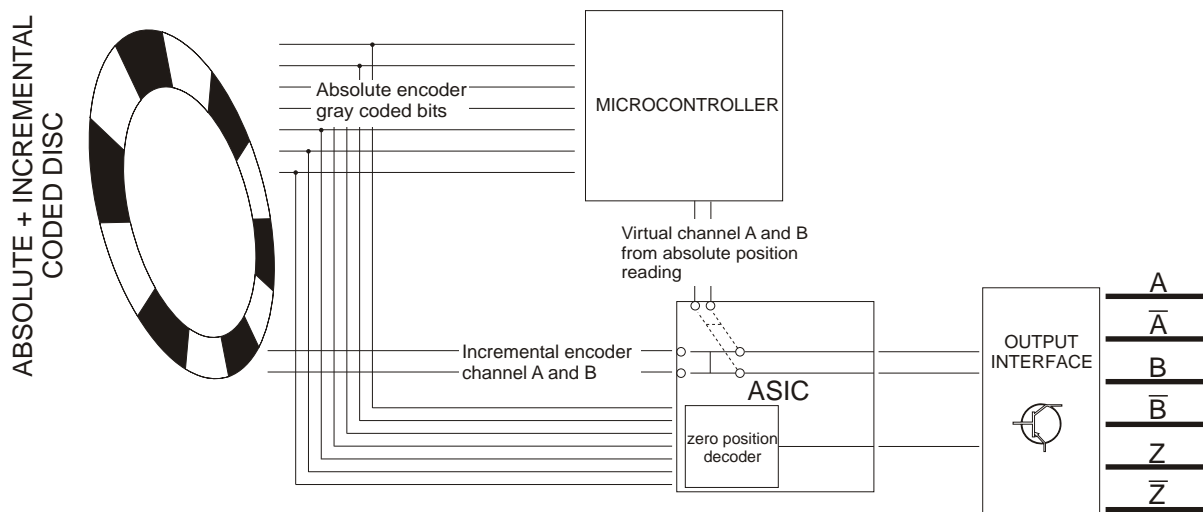 ABSOLUTE + INCREMENTAL
CODED DISC
Absolute encoder
gray coded bits
MICROCONTROLLER
Virtual channel A and B
from absolute position
reading
Incremental encoder
channel A and B
ASIC
zero position
decoder
OUTPUT
INTERFACE
A
A̅
B
B̅
Z
Z̅